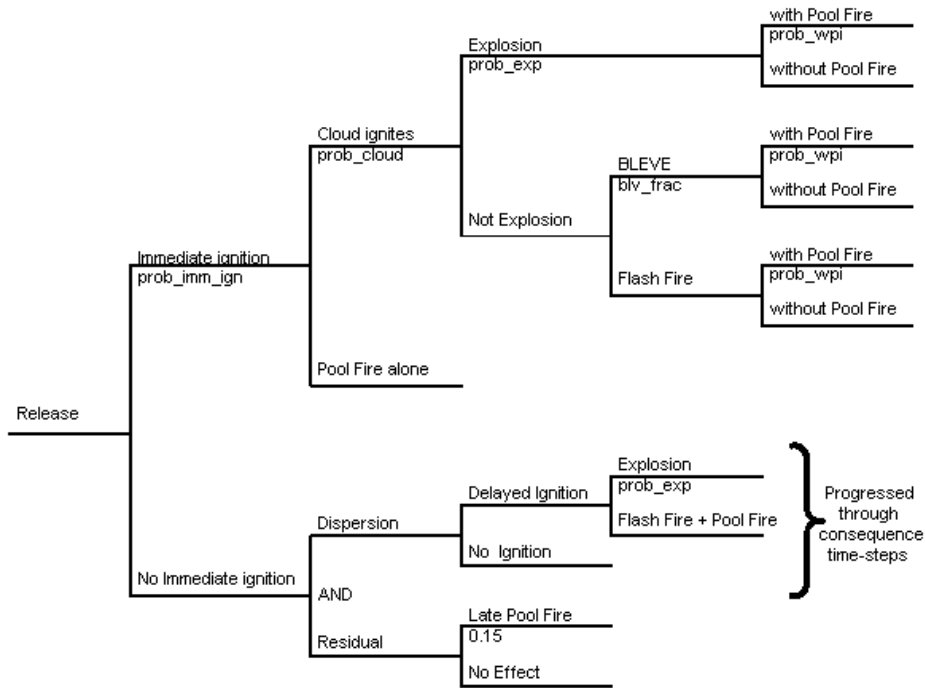 with Pool Fire
prob_wpi
without Pool Fire
Explosion
prob_exp
Cloud ignites
prob_cloud
with Pool Fire
prob_wpi
without Pool Fire
BLEVE
blv_frac
Not Explosion
with Pool Fire
prob_wpi
without Pool Fire
Flash Fire
Immediate ignition
prob_imm_ign
Pool Fire alone
Release
Explosion
prob_exp
Flash Fire + Pool Fire
Delayed Ignition
No Ignition
Dispersion
Progressed
through
consequence
time-steps
No Immediate ignition
AND
Residual
Late Pool Fire
0.15
No Effect